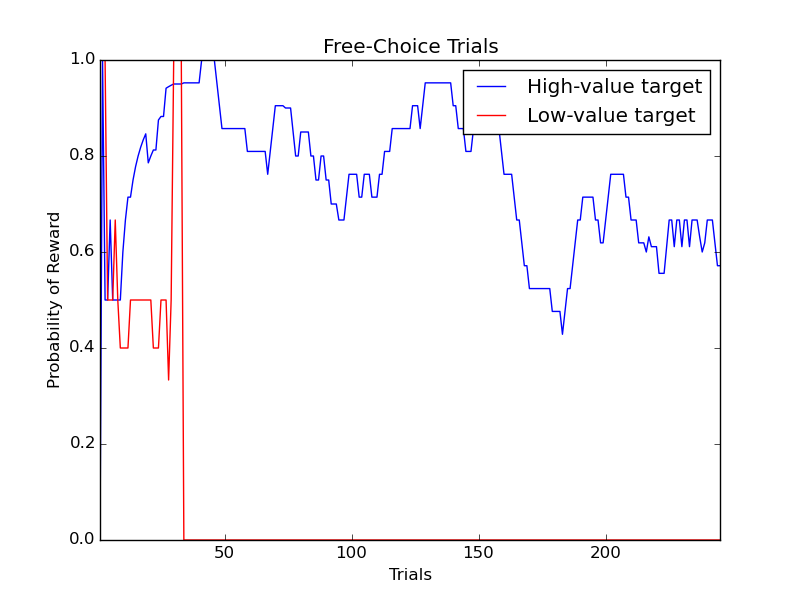 Free-Choice Trials
High-value target
Low-value target
Probability of Reward
1.0
0.8
0.6
0.4
0.2
0.0
50
100
150
200
Trials